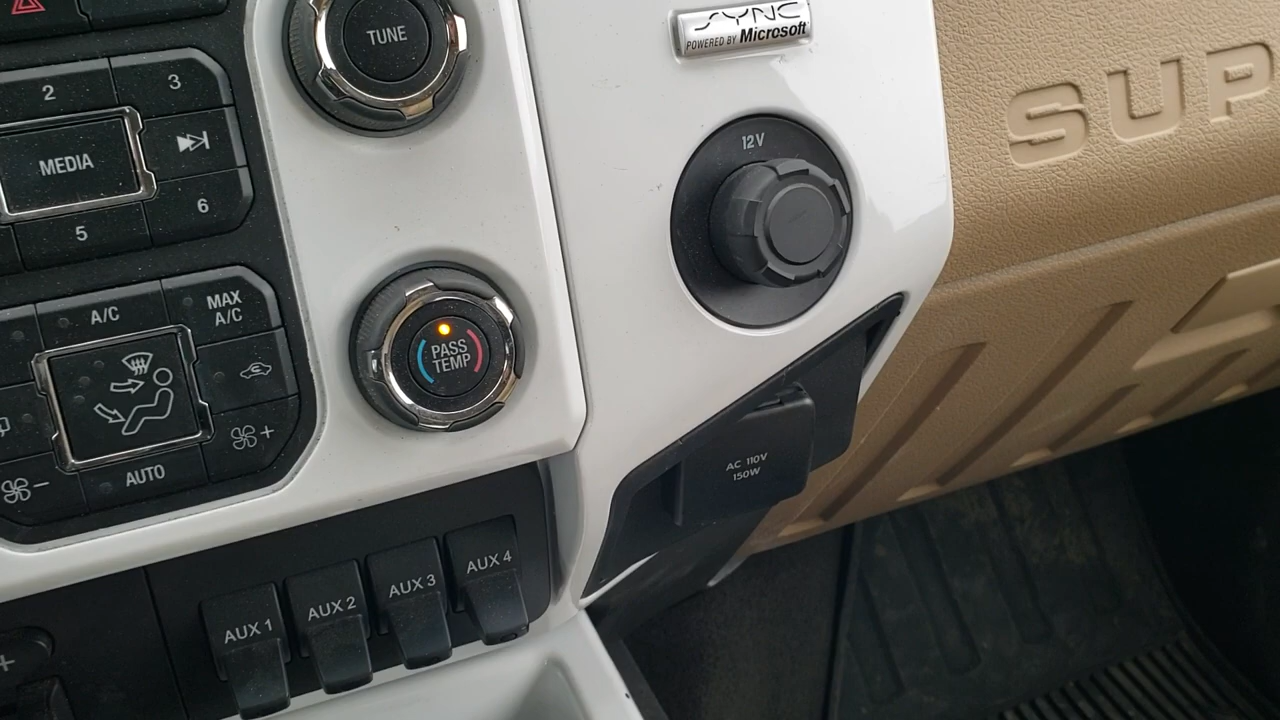 TUNE
SYNC
POWERED BY Microsoft
SUP
2
3
MEDIA
5
6
12V
A/C
MAX
A/C
PASS
TEMP
AUTO
+
−
AC 110V
150W
AUX 1
AUX 2
AUX 3
AUX 4
+